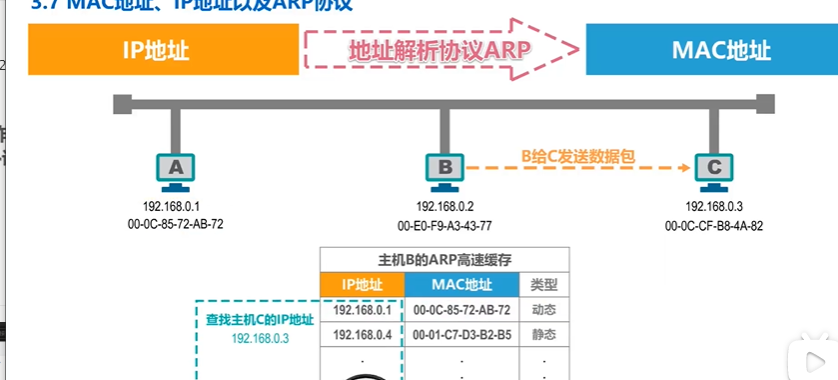 3.7 MAC地址、IP地址以及ARP协议
IP地址
地址解析协议ARP
MAC地址
A
B
B给C发送数据包
C
192.168.0.1
192.168.0.2
192.168.0.3
00-0C-85-72-AB-72
00-E0-F9-A3-43-77
00-0C-CF-B8-4A-82
主机B的ARP高速缓存
IP地址 MAC地址 类型
192.168.0.1 00-0C-85-72-AB-72 动态
192.168.0.4 00-01-C7-D3-B2-B5 静态
查找主机C的IP地址
192.168.0.3